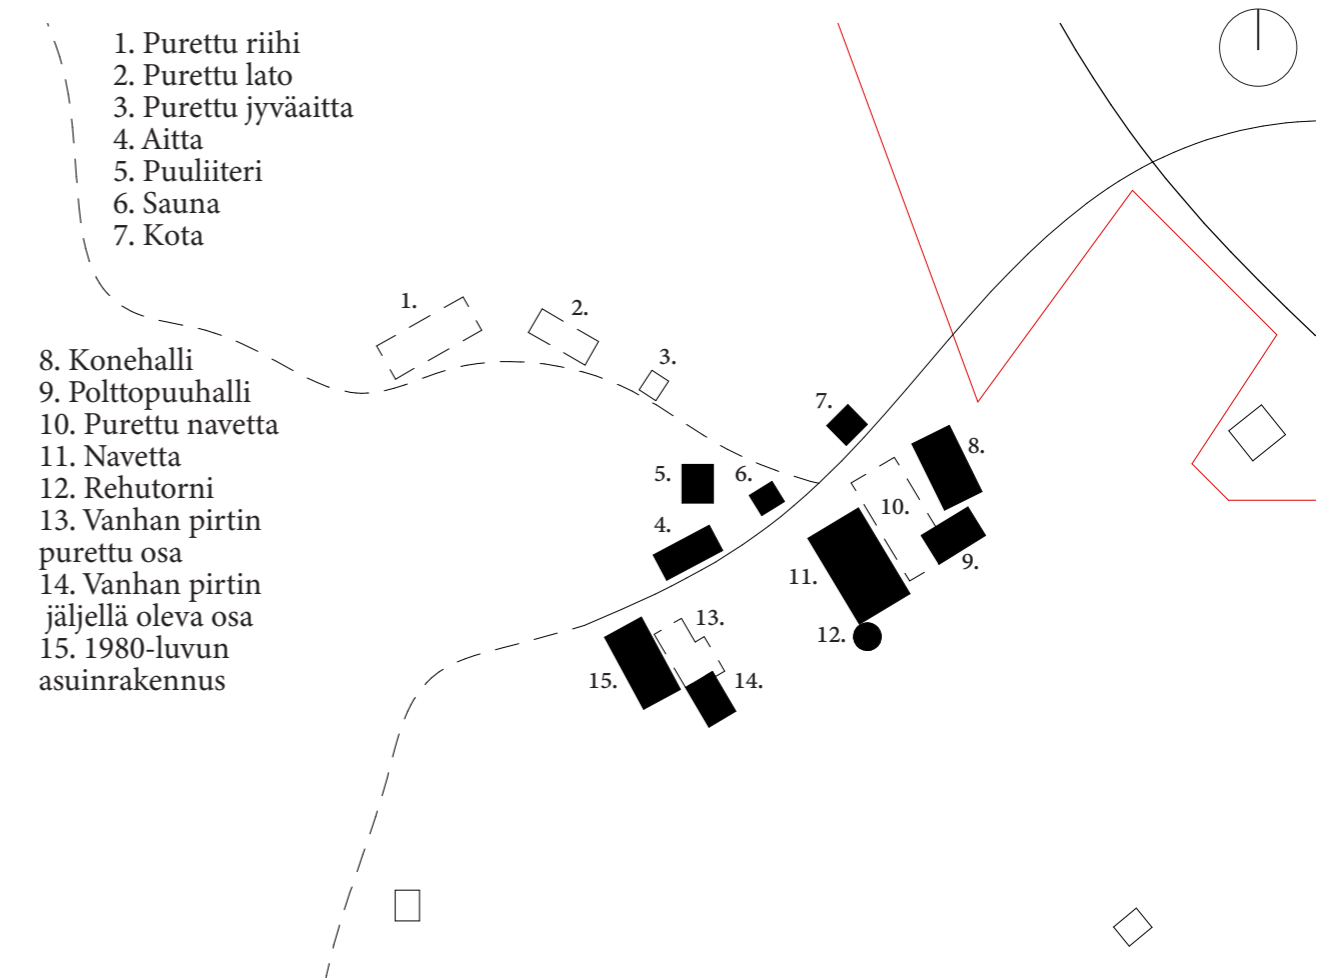 1. Purettu riihi
2. Purettu lato
3. Purettu jyväaitta
4. Aitta
5. Puuliiteri
6. Sauna
7. Kota
8. Konehalli
9. Polttopuuhalli
10. Purettu navetta
11. Navetta
12. Rehutorni
13. Vanhan pirtin
purettu osa
14. Vanhan pirtin
jäljellä oleva osa
15. 1980-luvun
asuinrakennus
1.
2.
3.
7.
8.
5.
6.
10.
4.
9.
11.
13.
12.
15.
14.